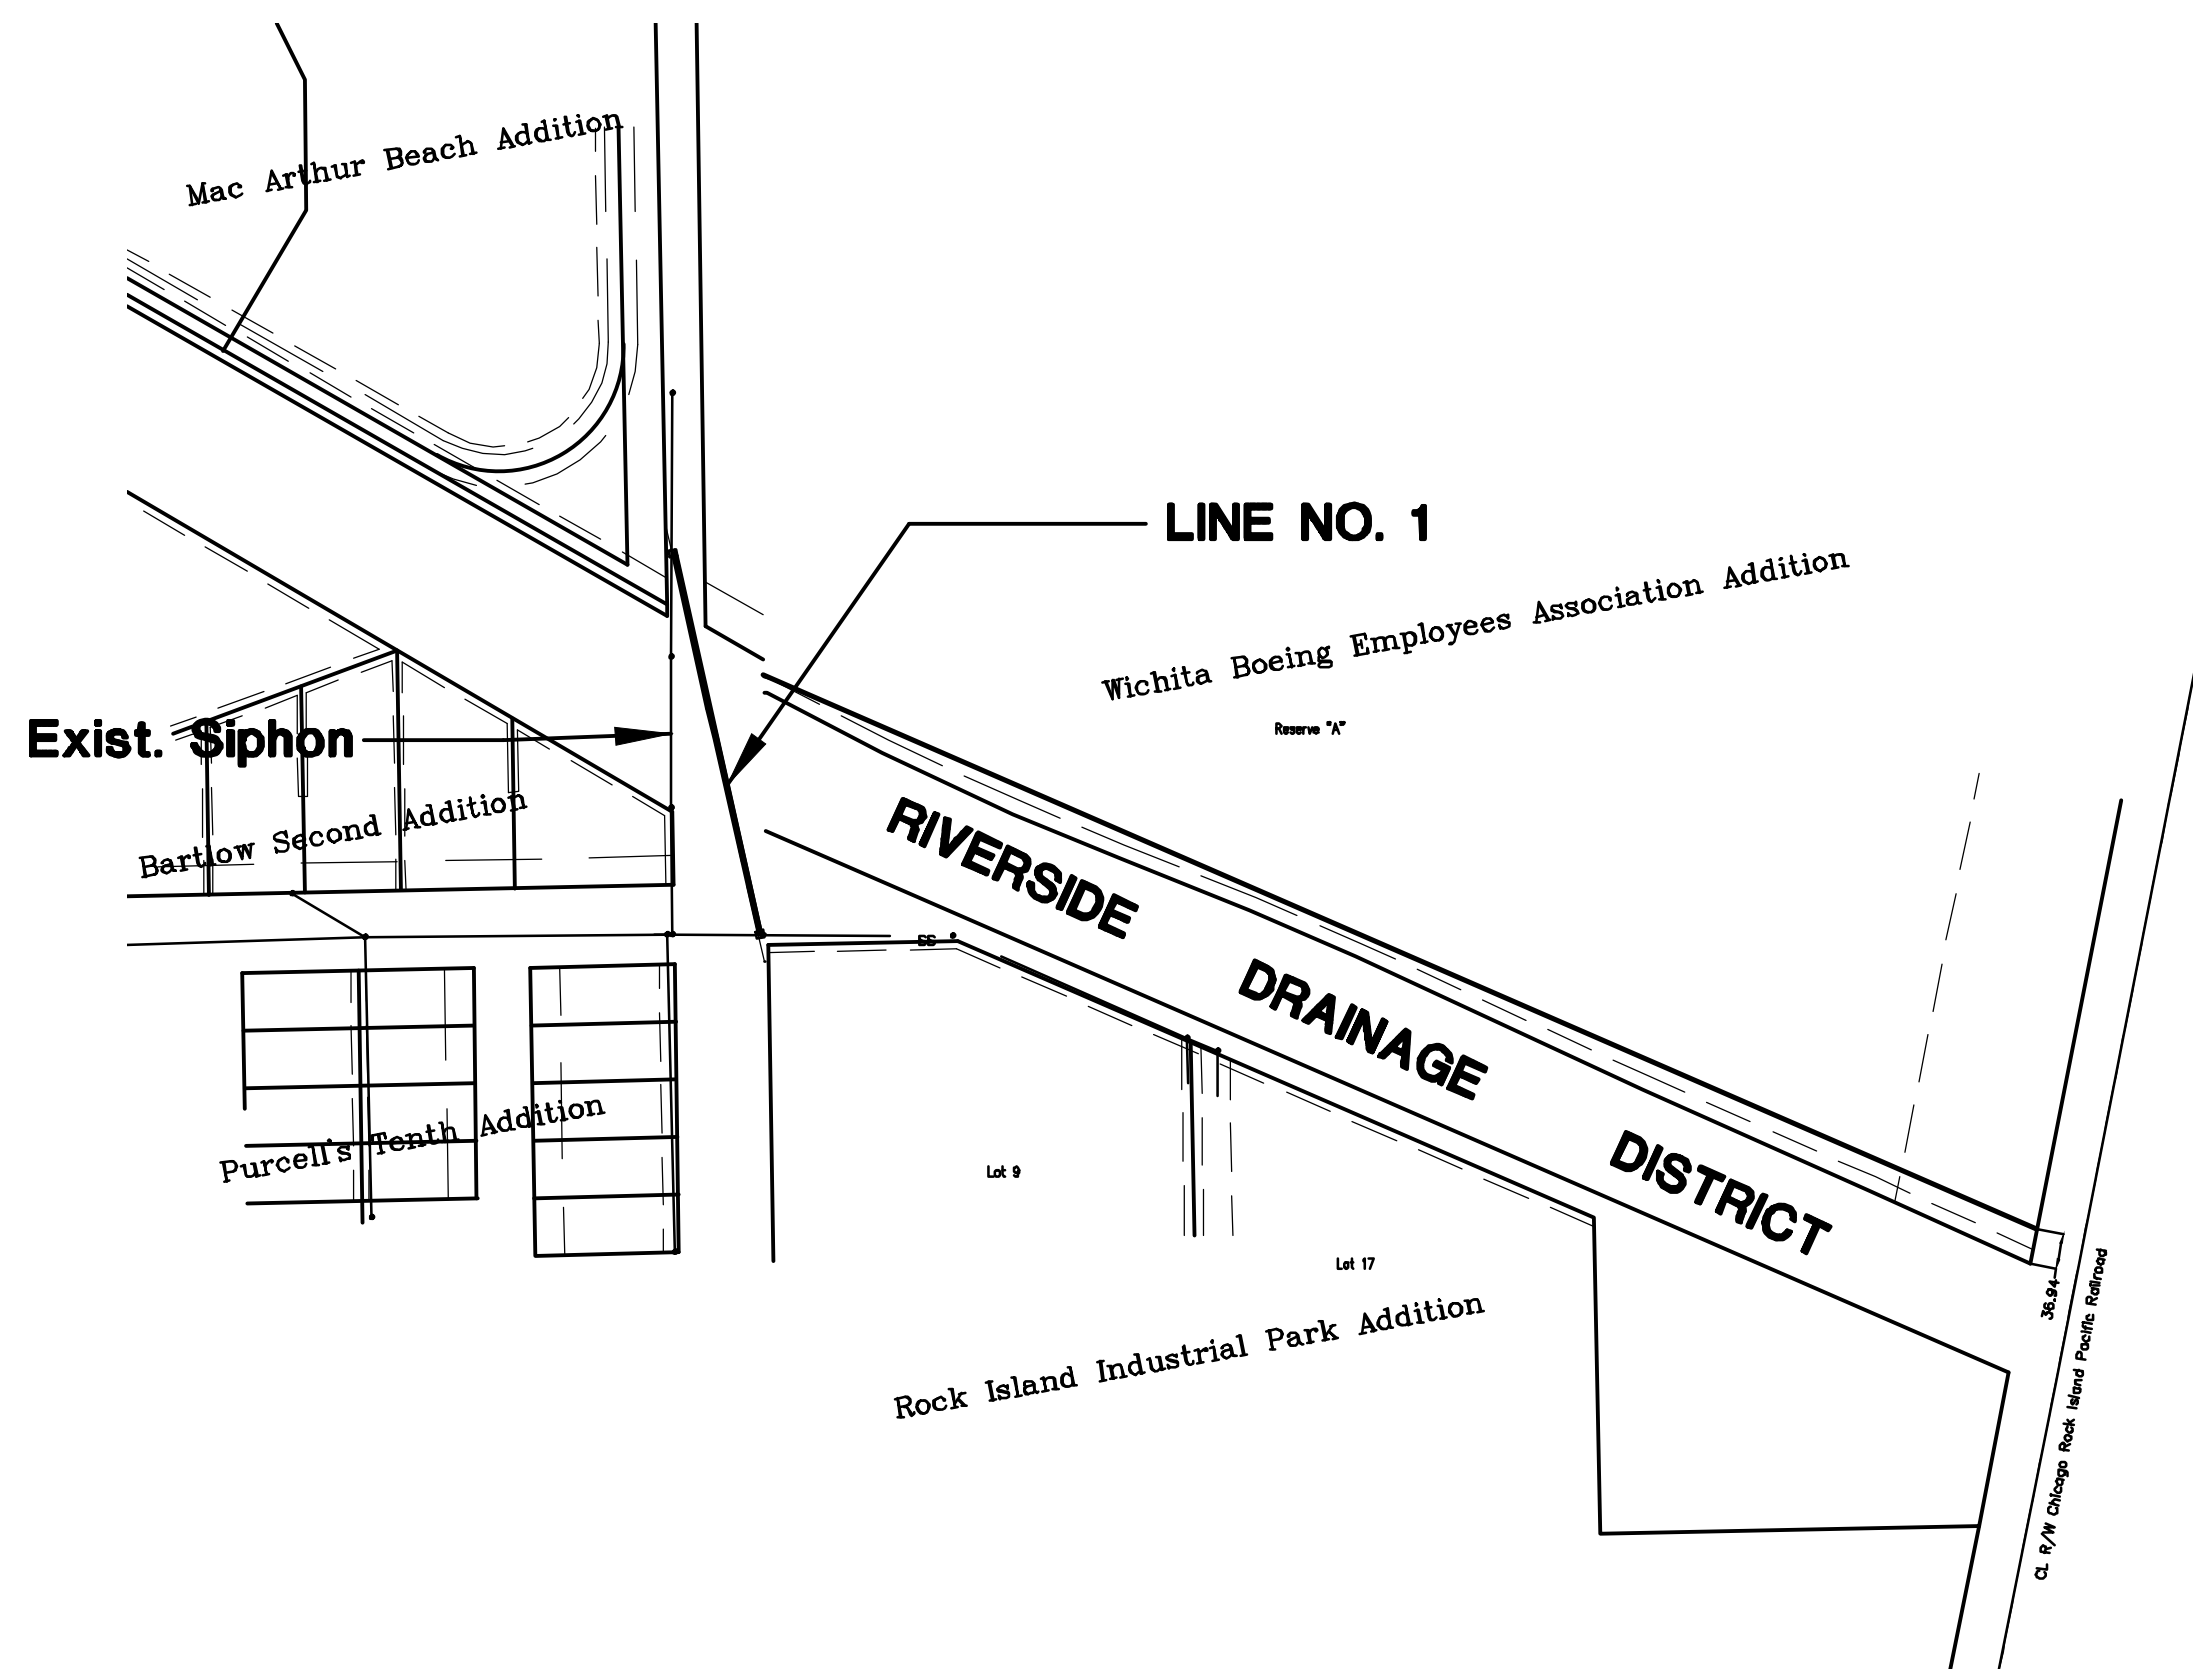 Mac Arthur Beach Addition
LINE NO. 1
Wichita Boeing Employees Association Addition
Reserve "A"
Exist. Siphon
Bartlow Second Addition
RIVERSIDE
DRAINAGE
DISTRICT
SS
Purcell's Tenth Addition
Lot 9
Lot 17
36.94
Rock Island Industrial Park Addition
CL R/W Chicago Rock Island Pacific Railroad